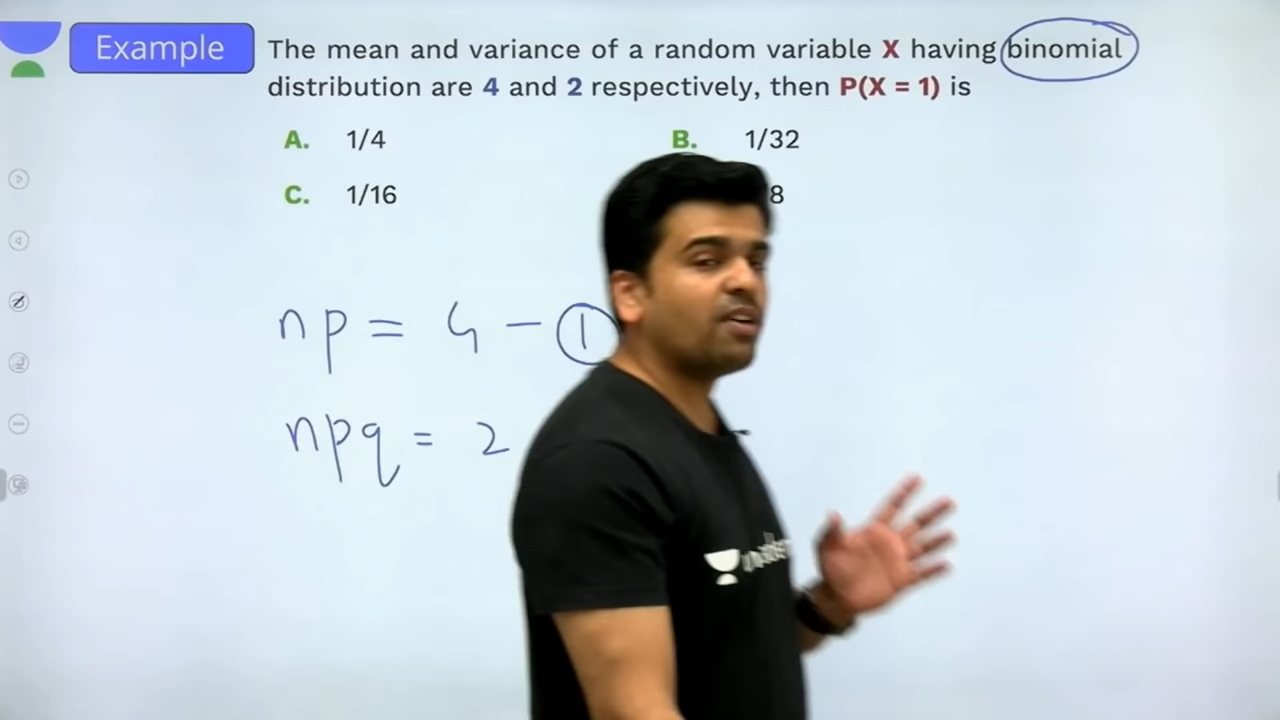 Example
The mean and variance of a random variable X having binomial
distribution are 4 and 2 respectively, then P(X = 1) is
A. 1/4
B. 1/32
C. 1/16
8
np = 4 - ①
npq = 2